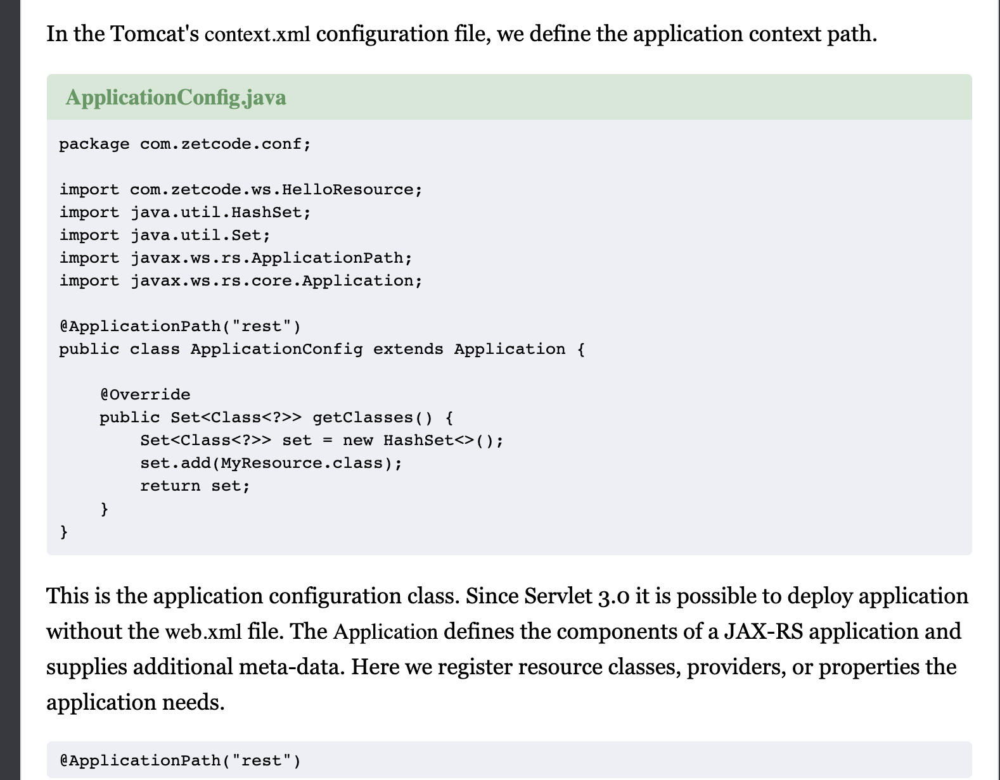 In the Tomcat's context.xml configuration file, we define the application context path.
ApplicationConfig.java
package com.zetcode.conf;
import com.zetcode.ws.HelloResource;
import java.util.HashSet;
import java.util.Set;
import javax.ws.rs.ApplicationPath;
import javax.ws.rs.core.Application;
@ApplicationPath("rest")
public class ApplicationConfig extends Application {
    @Override
    public Set<Class<?>> getClasses() {
        Set<Class<?>> set = new HashSet<>();
        set.add(MyResource.class);
        return set;
    }
}
This is the application configuration class. Since Servlet 3.0 it is possible to deploy application
without the web.xml file. The Application defines the components of a JAX-RS application and
supplies additional meta-data. Here we register resource classes, providers, or properties the
application needs.
@ApplicationPath("rest")